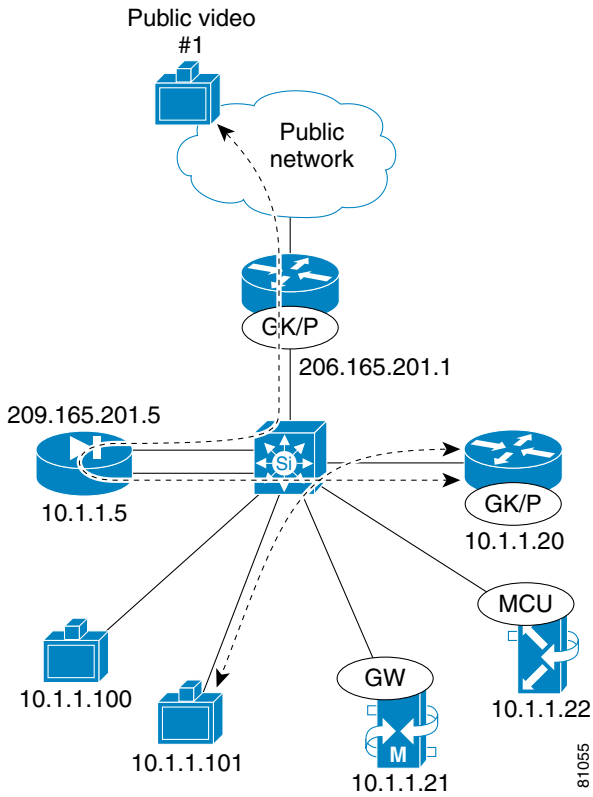 Public video
#1
Public
network
GK/P
206.165.201.1
209.165.201.5
Si
10.1.1.5
GK/P
10.1.1.20
MCU
10.1.1.100
GW
10.1.1.22
10.1.1.101
M
10.1.1.21
81055